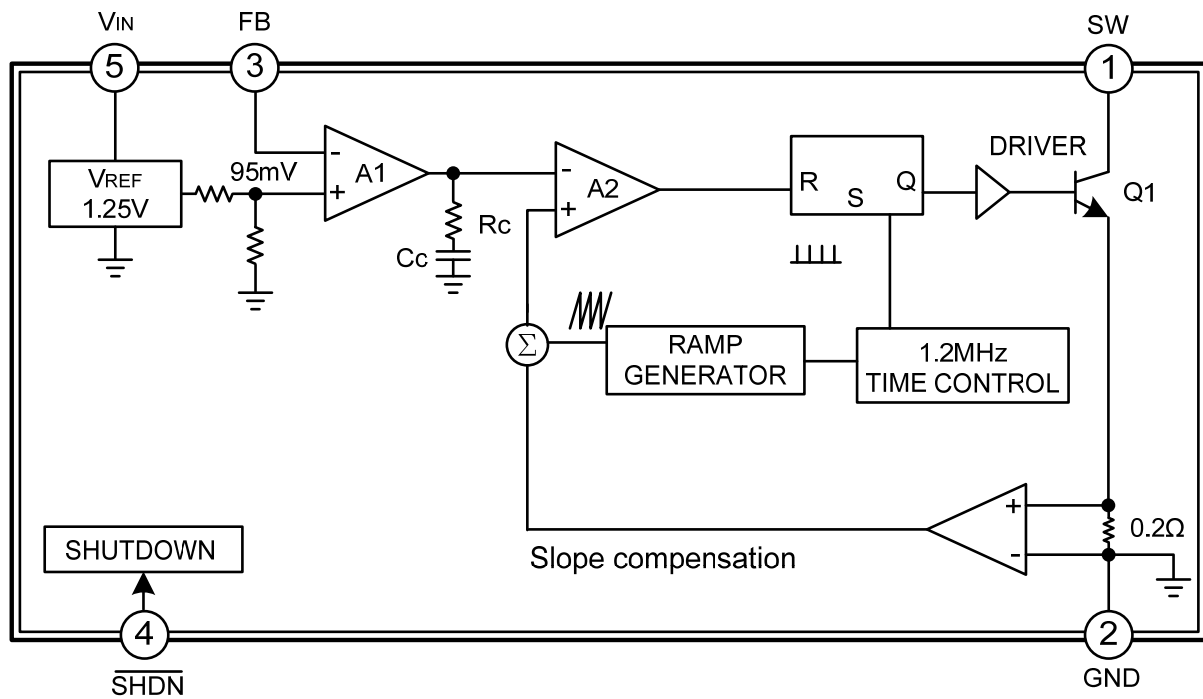 VIN
FB
SW
5
3
1
VREF
1.25V
95mV
-
+
A1
-
+
A2
R
S
Q
DRIVER
Q1
Rc
Cc
Σ
RAMP
GENERATOR
1.2MHz
TIME CONTROL
+
-
0.2Ω
SHUTDOWN
Slope compensation
4
2
SHDN
GND